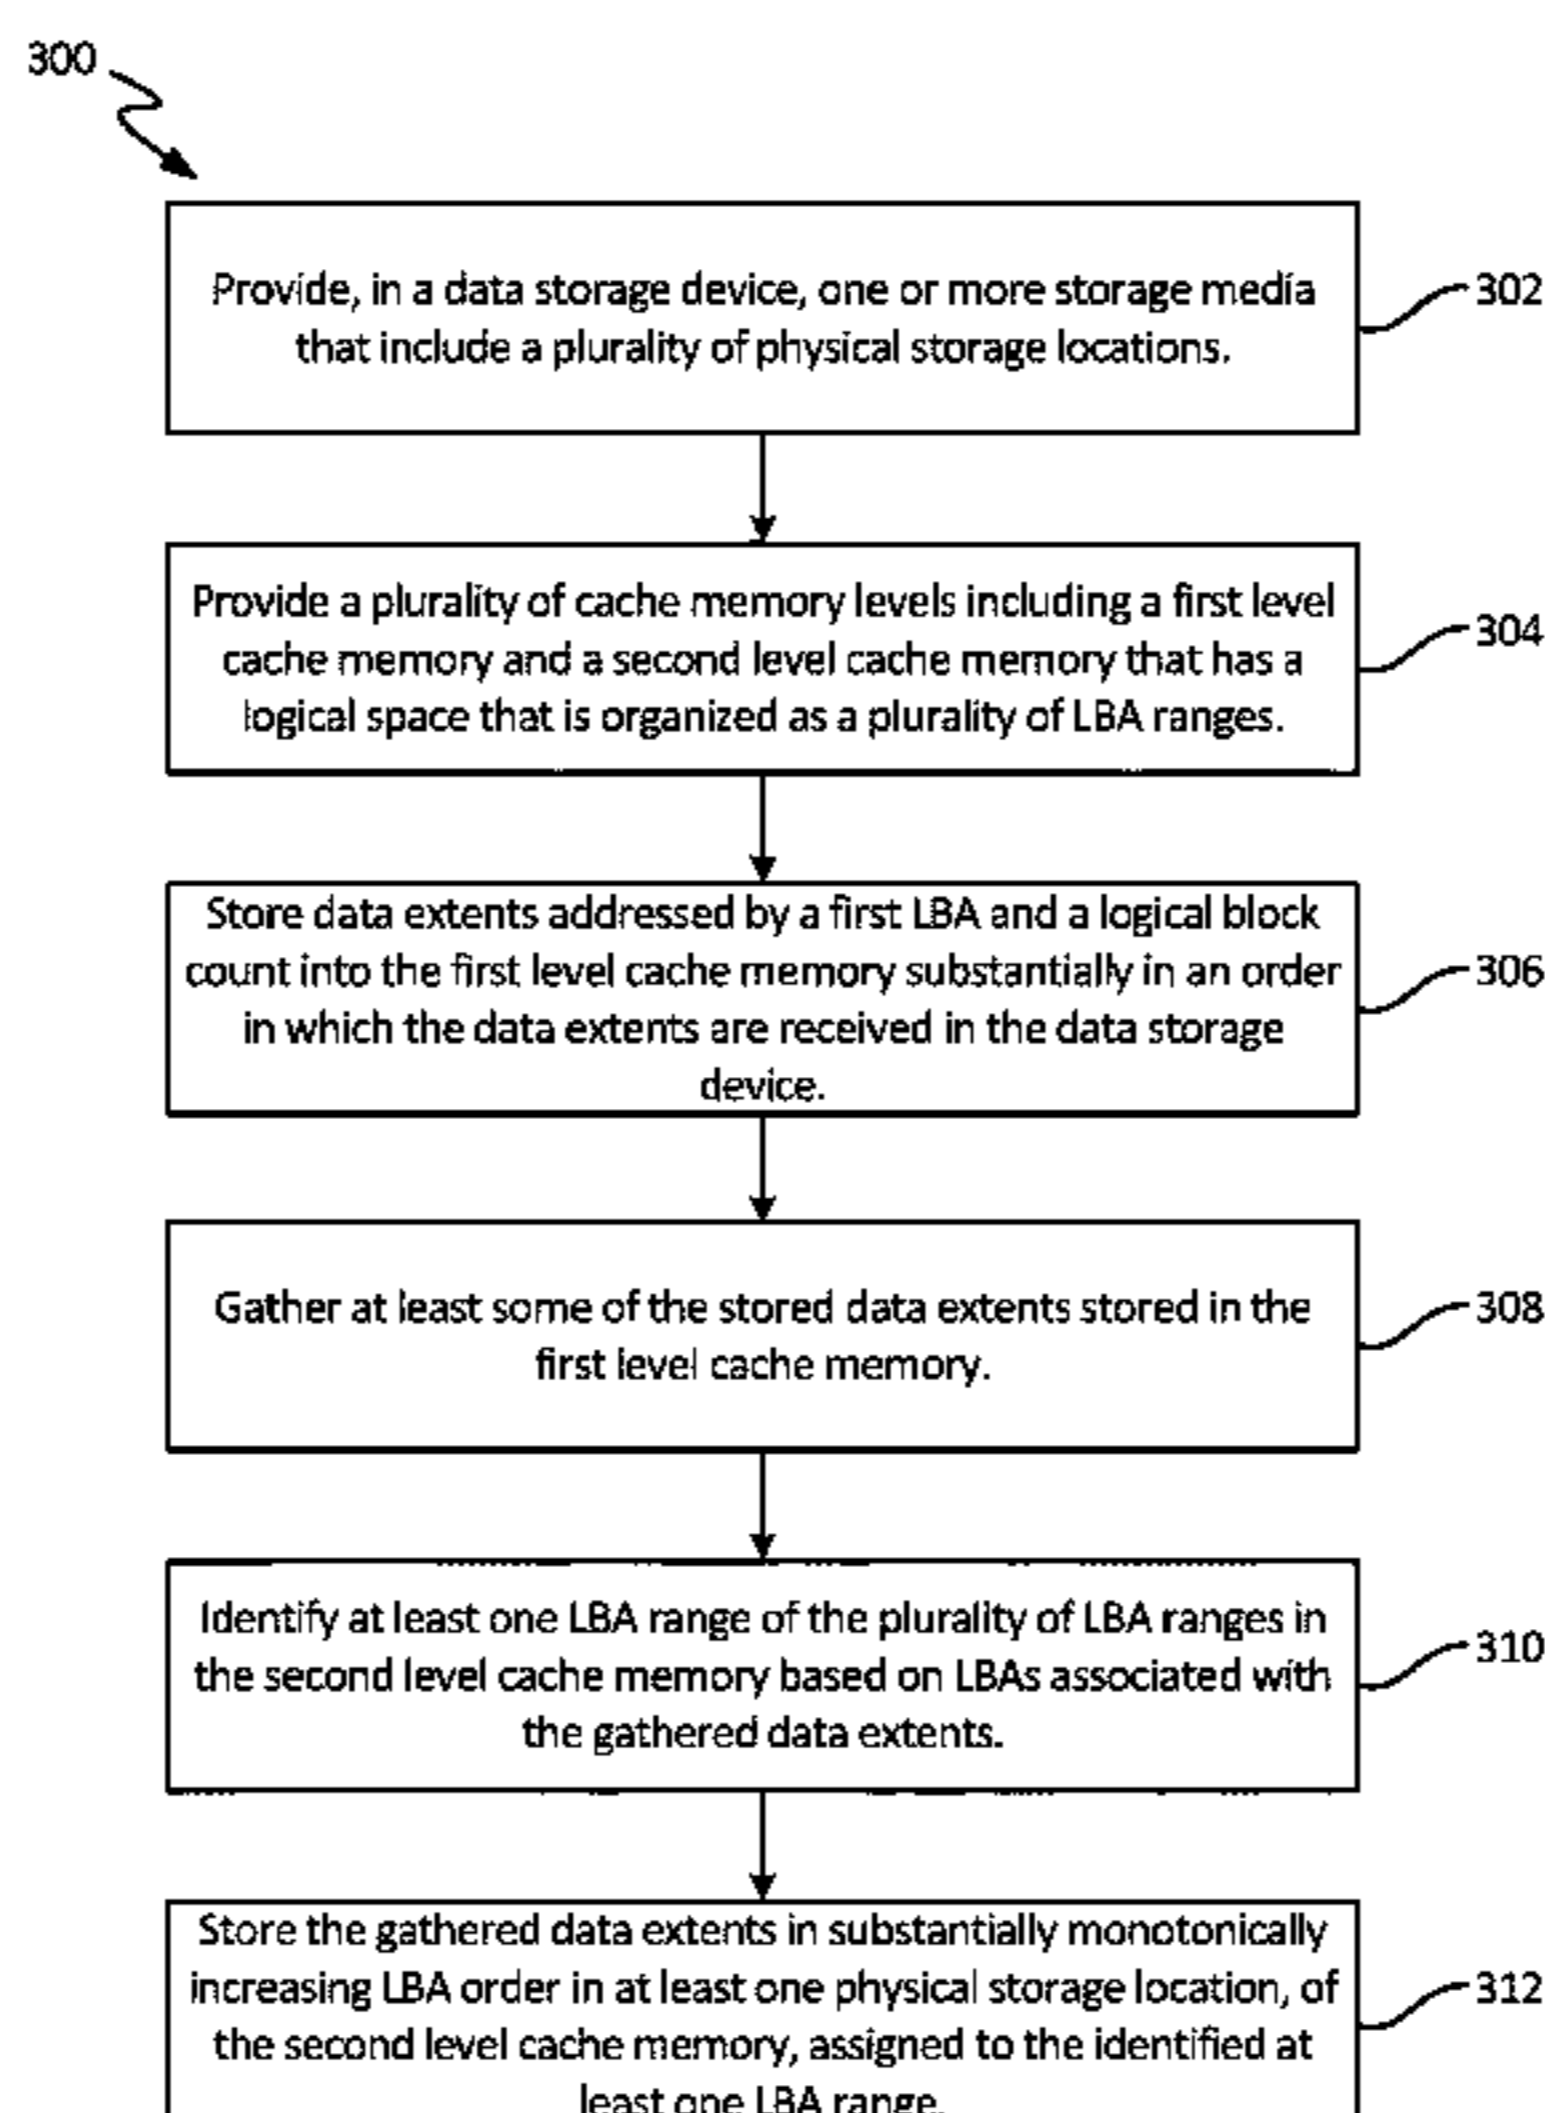 300
Provide, in a data storage device, one or more storage media
that include a plurality of physical storage locations.
302
Provide a plurality of cache memory levels including a first level
cache memory and a second level cache memory that has a
logical space that is organized as a plurality of LBA ranges.
304
Store data extents addressed by a first LBA and a logical block
count into the first level cache memory substantially in an order
in which the data extents are received in the data storage
device.
306
Gather at least some of the stored data extents stored in the
first level cache memory.
308
Identify at least one LBA range of the plurality of LBA ranges in
the second level cache memory based on LBAs associated with
the gathered data extents.
310
Store the gathered data extents in substantially monotonically
increasing LBA order in at least one physical storage location, of
the second level cache memory, assigned to the identified at
least one LBA range.
312